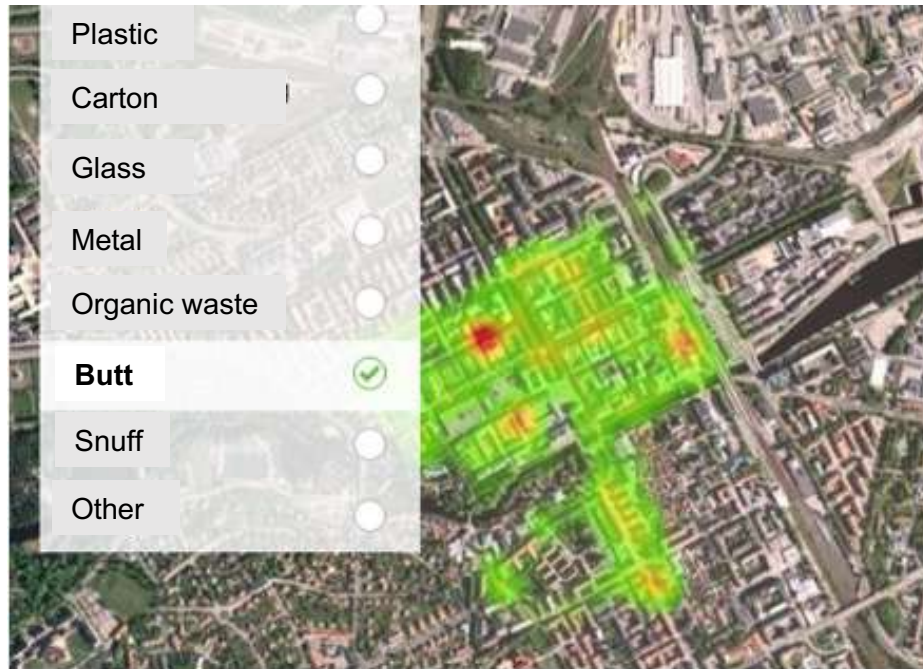 Plastic
Carton
Glass
Metal
Organic waste
Butt
Snuff
Other